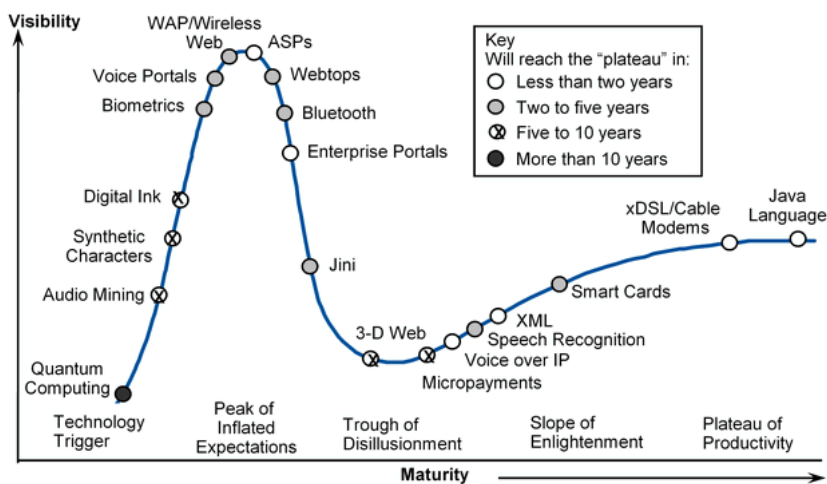 Visibility
WAP/Wireless
Web
ASPs
Voice Portals
Webtops
Biometrics
Bluetooth
Enterprise Portals
Digital Ink
Synthetic
Characters
Audio Mining
Jini
Quantum
Computing
3-D Web
Micropayments
Voice over IP
Speech Recognition
XML
Smart Cards
xDSL/Cable
Modems
Java
Language
Key
Will reach the “plateau” in:
Less than two years
Two to five years
Five to 10 years
More than 10 years
Technology
Trigger
Peak of
Inflated
Expectations
Trough of
Disillusionment
Slope of
Enlightenment
Plateau of
Productivity
Maturity